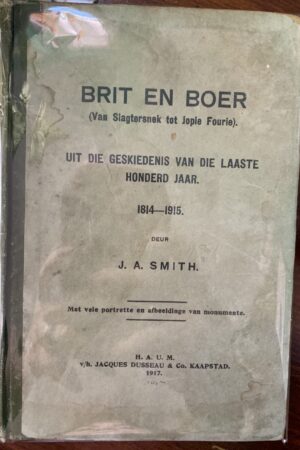 BRIT EN BOER
(Van Slagtersnek tot Jopie Fourie).
UIT DIE GESKIEDENIS VAN DIE LAASTE
HONDERD JAAR.
1814—1915.
DEUR
J. A. SMITH.
Met vele portrette en afbeeldings van monumente.
H. A. U. M.
v/h. JACQUES DUSSEAU & Co. KAAPSTAD.
1917.